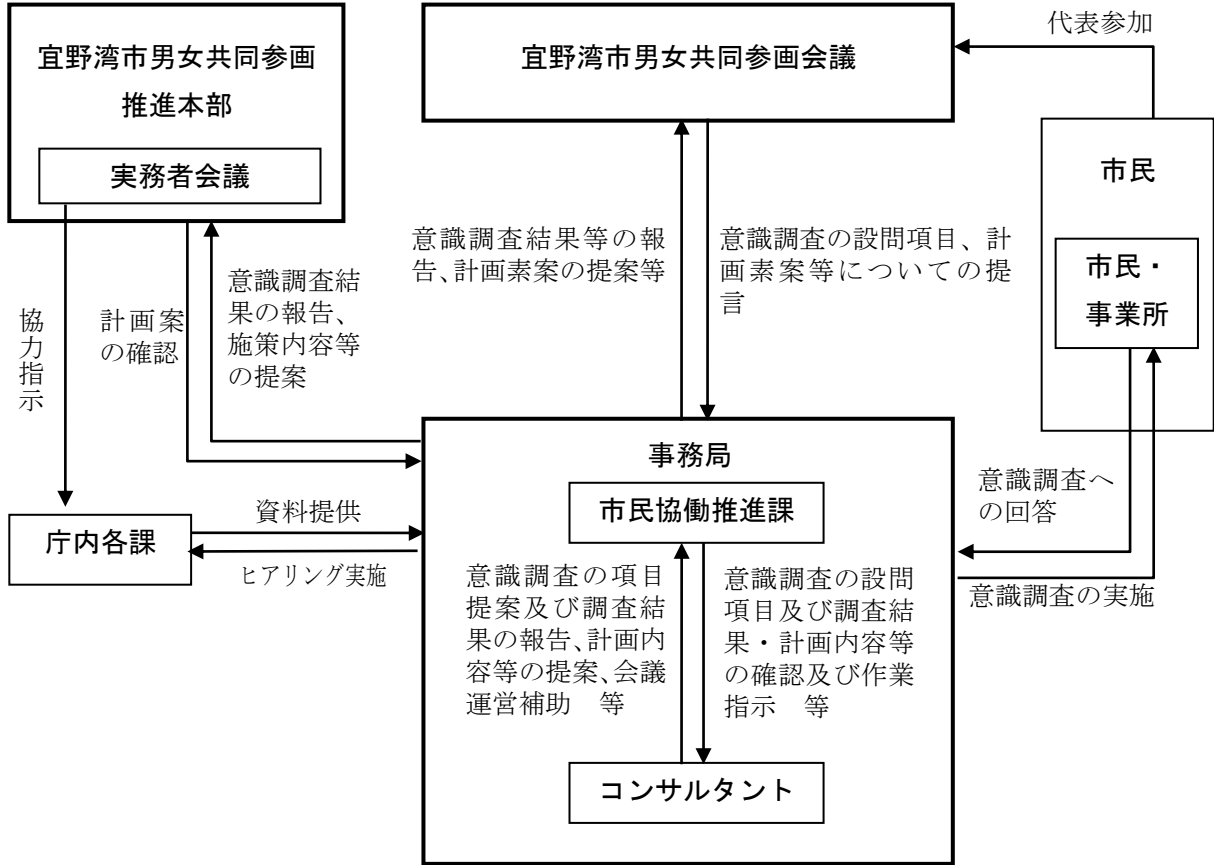 宜野湾市男女共同参画
推進本部
実務者会議
宜野湾市男女共同参画会議
代表参加
市民
市民・
事業所
協力指示
計画案
の確認
意識調査結
果の報告、
施策内容等
の提案
意識調査結果等の報
告、計画素案の提案等
意識調査の設問項目、計
画素案等についての提
言
事務局
市民協働推進課
意識調査へ
の回答
意識調査の実施
庁内各課
資料提供
ヒアリング実施
意識調査の項目
提案及び調査結
果の報告、計画内
容等の提案、会議
運営補助　等
意識調査の設問
項目及び調査結
果・計画内容等
の確認及び作業
指示　等
コンサルタント